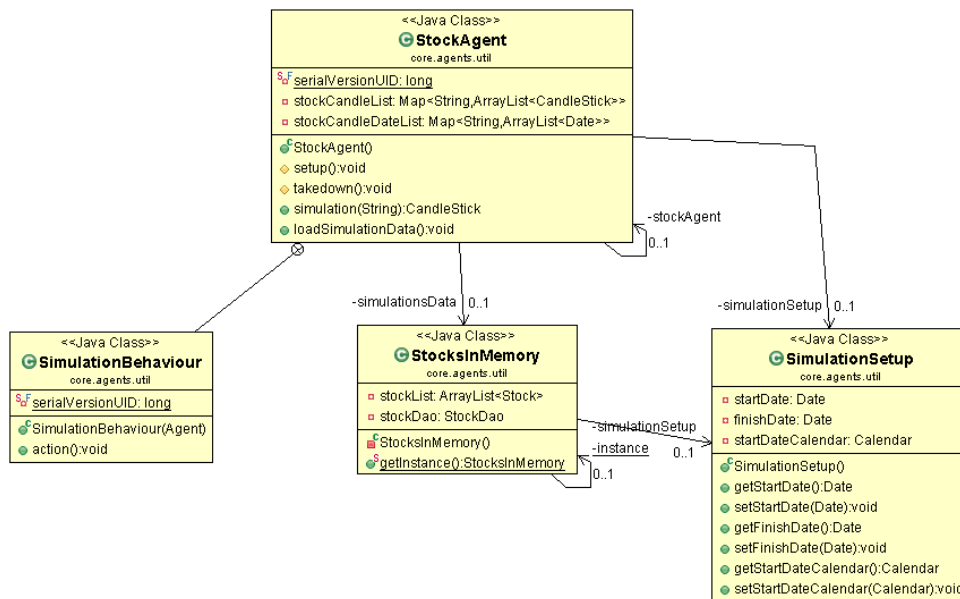 <<Java Class>>
StockAgent
core.agents.util
serialVersionUID: long
stockCandleList: Map<String,ArrayList<CandleStick>>
stockCandleDateList: Map<String,ArrayList<Date>>
StockAgent()
setup():void
takedown():void
simulation(String):CandleStick
loadSimulationData():void
-stockAgent
0..1
-simulationsData 0..1
-simulationSetup 0..1
<<Java Class>>
SimulationBehaviour
core.agents.util
serialVersionUID: long
SimulationBehaviour(Agent)
action():void
<<Java Class>>
StocksInMemory
core.agents.util
stockList: ArrayList<Stock>
stockDao: StockDao
StocksInMemory()
getInstance():StocksInMemory
-simulationSetup
0..1
-instance
0..1
<<Java Class>>
SimulationSetup
core.agents.util
startDate: Date
finishDate: Date
startDateCalendar: Calendar
SimulationSetup()
getStartDate():Date
setStartDate(Date):void
getFinishDate():Date
setFinishDate(Date):void
getStartDateCalendar():Calendar
setStartDateCalendar(Calendar):void